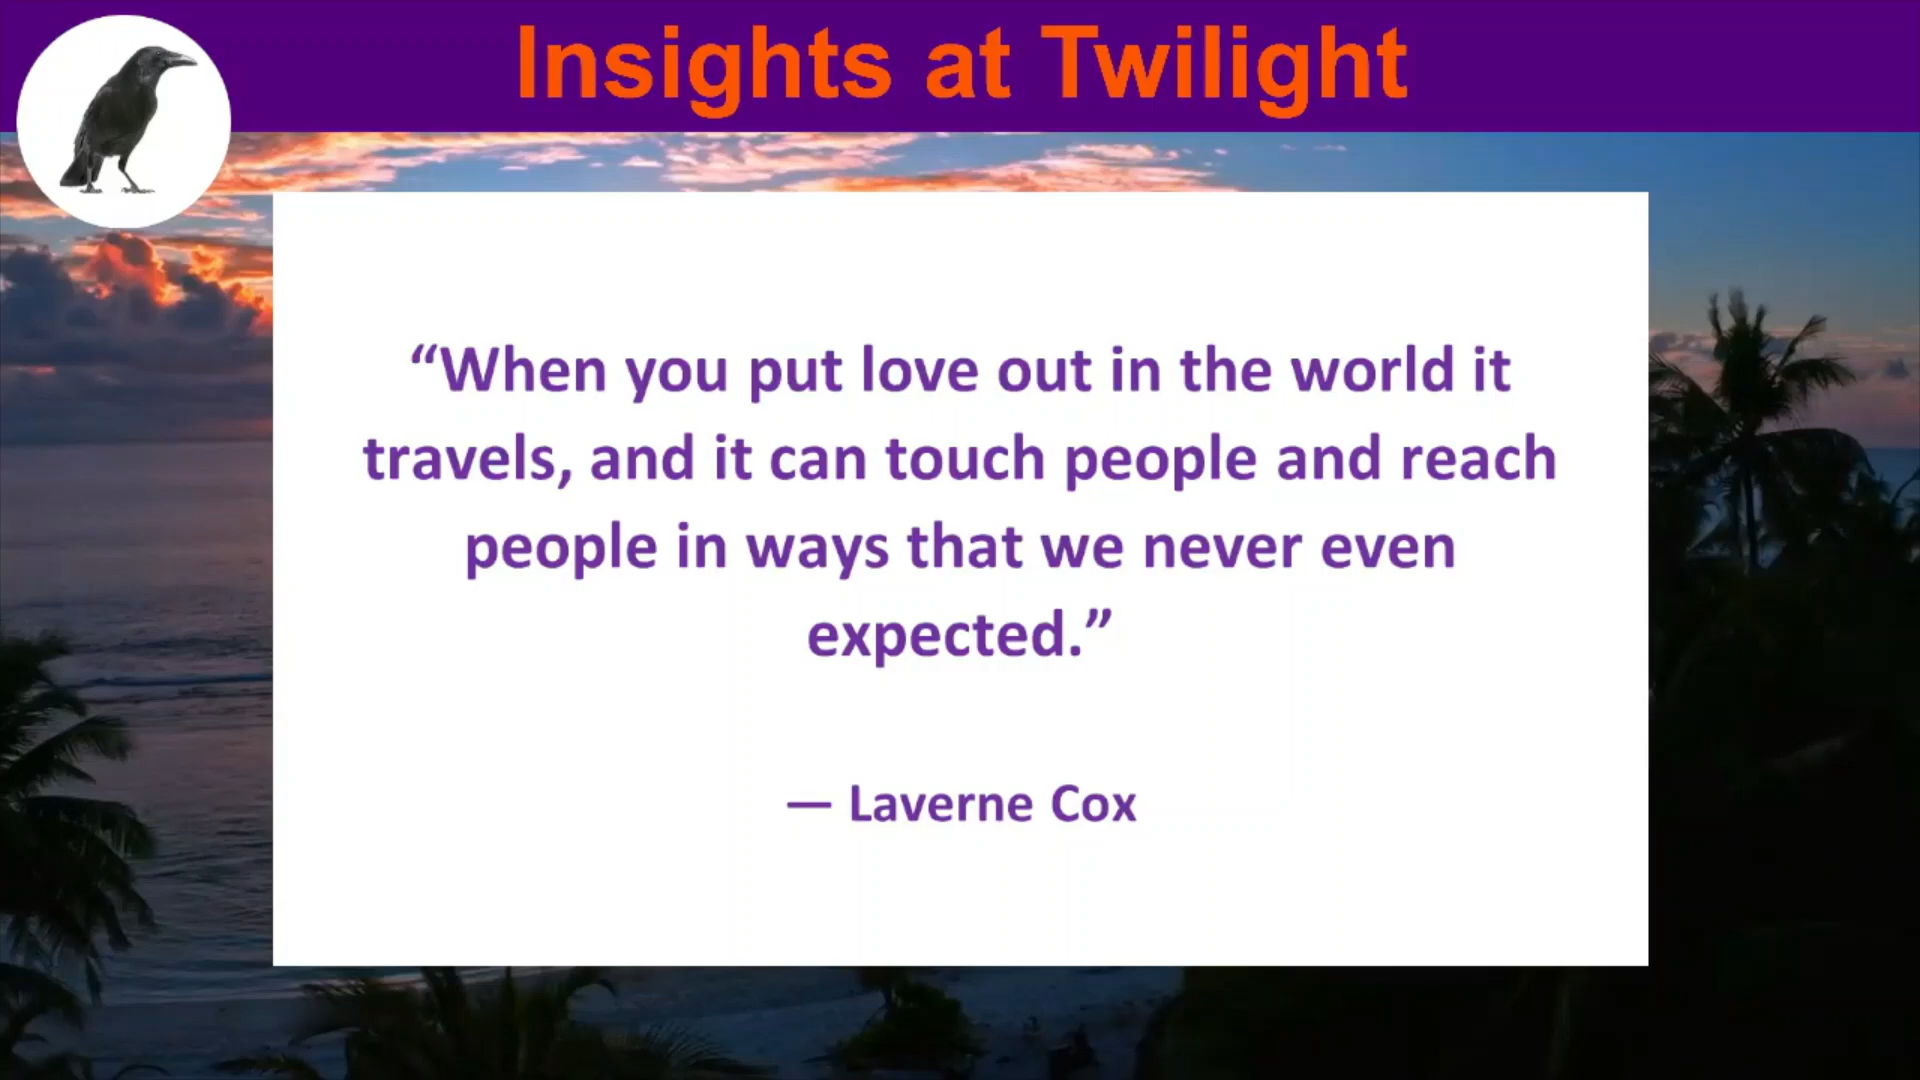 Insights at Twilight
“When you put love out in the world it
travels, and it can touch people and reach
people in ways that we never even
expected.”
— Laverne Cox